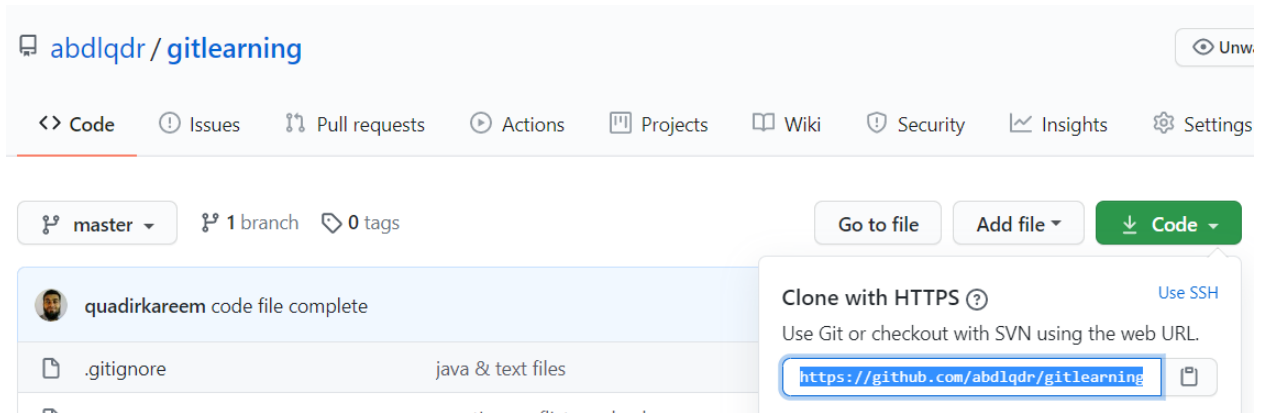 abdlqdr / gitlearning
Unwa
Code Issues Pull requests Actions Projects Wiki Security Insights Settings
master 1 branch 0 tags Go to file Add file Code
quadirkareem code file complete
Clone with HTTPS ?
Use SSH
Use Git or checkout with SVN using the web URL.
https://github.com/abdlqdr/gitlearning
.gitignore java & text files